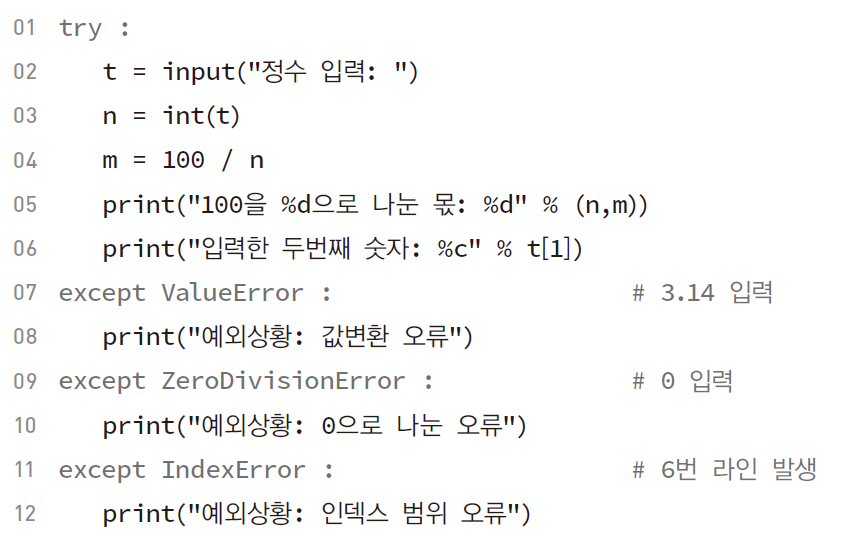 01 try :
02    t = input("정수 입력: ")
03    n = int(t)
04    m = 100 / n
05    print("100을 %d으로 나눈 몫: %d" % (n,m))
06    print("입력한 두번째 숫자: %c" % t[1])
07 except ValueError :                    # 3.14 입력
08    print("예외상황: 값변환 오류")
09 except ZeroDivisionError :             # 0 입력
10    print("예외상황: 0으로 나눈 오류")
11 except IndexError :                    # 6번 라인 발생
12    print("예외상황: 인덱스 범위 오류")